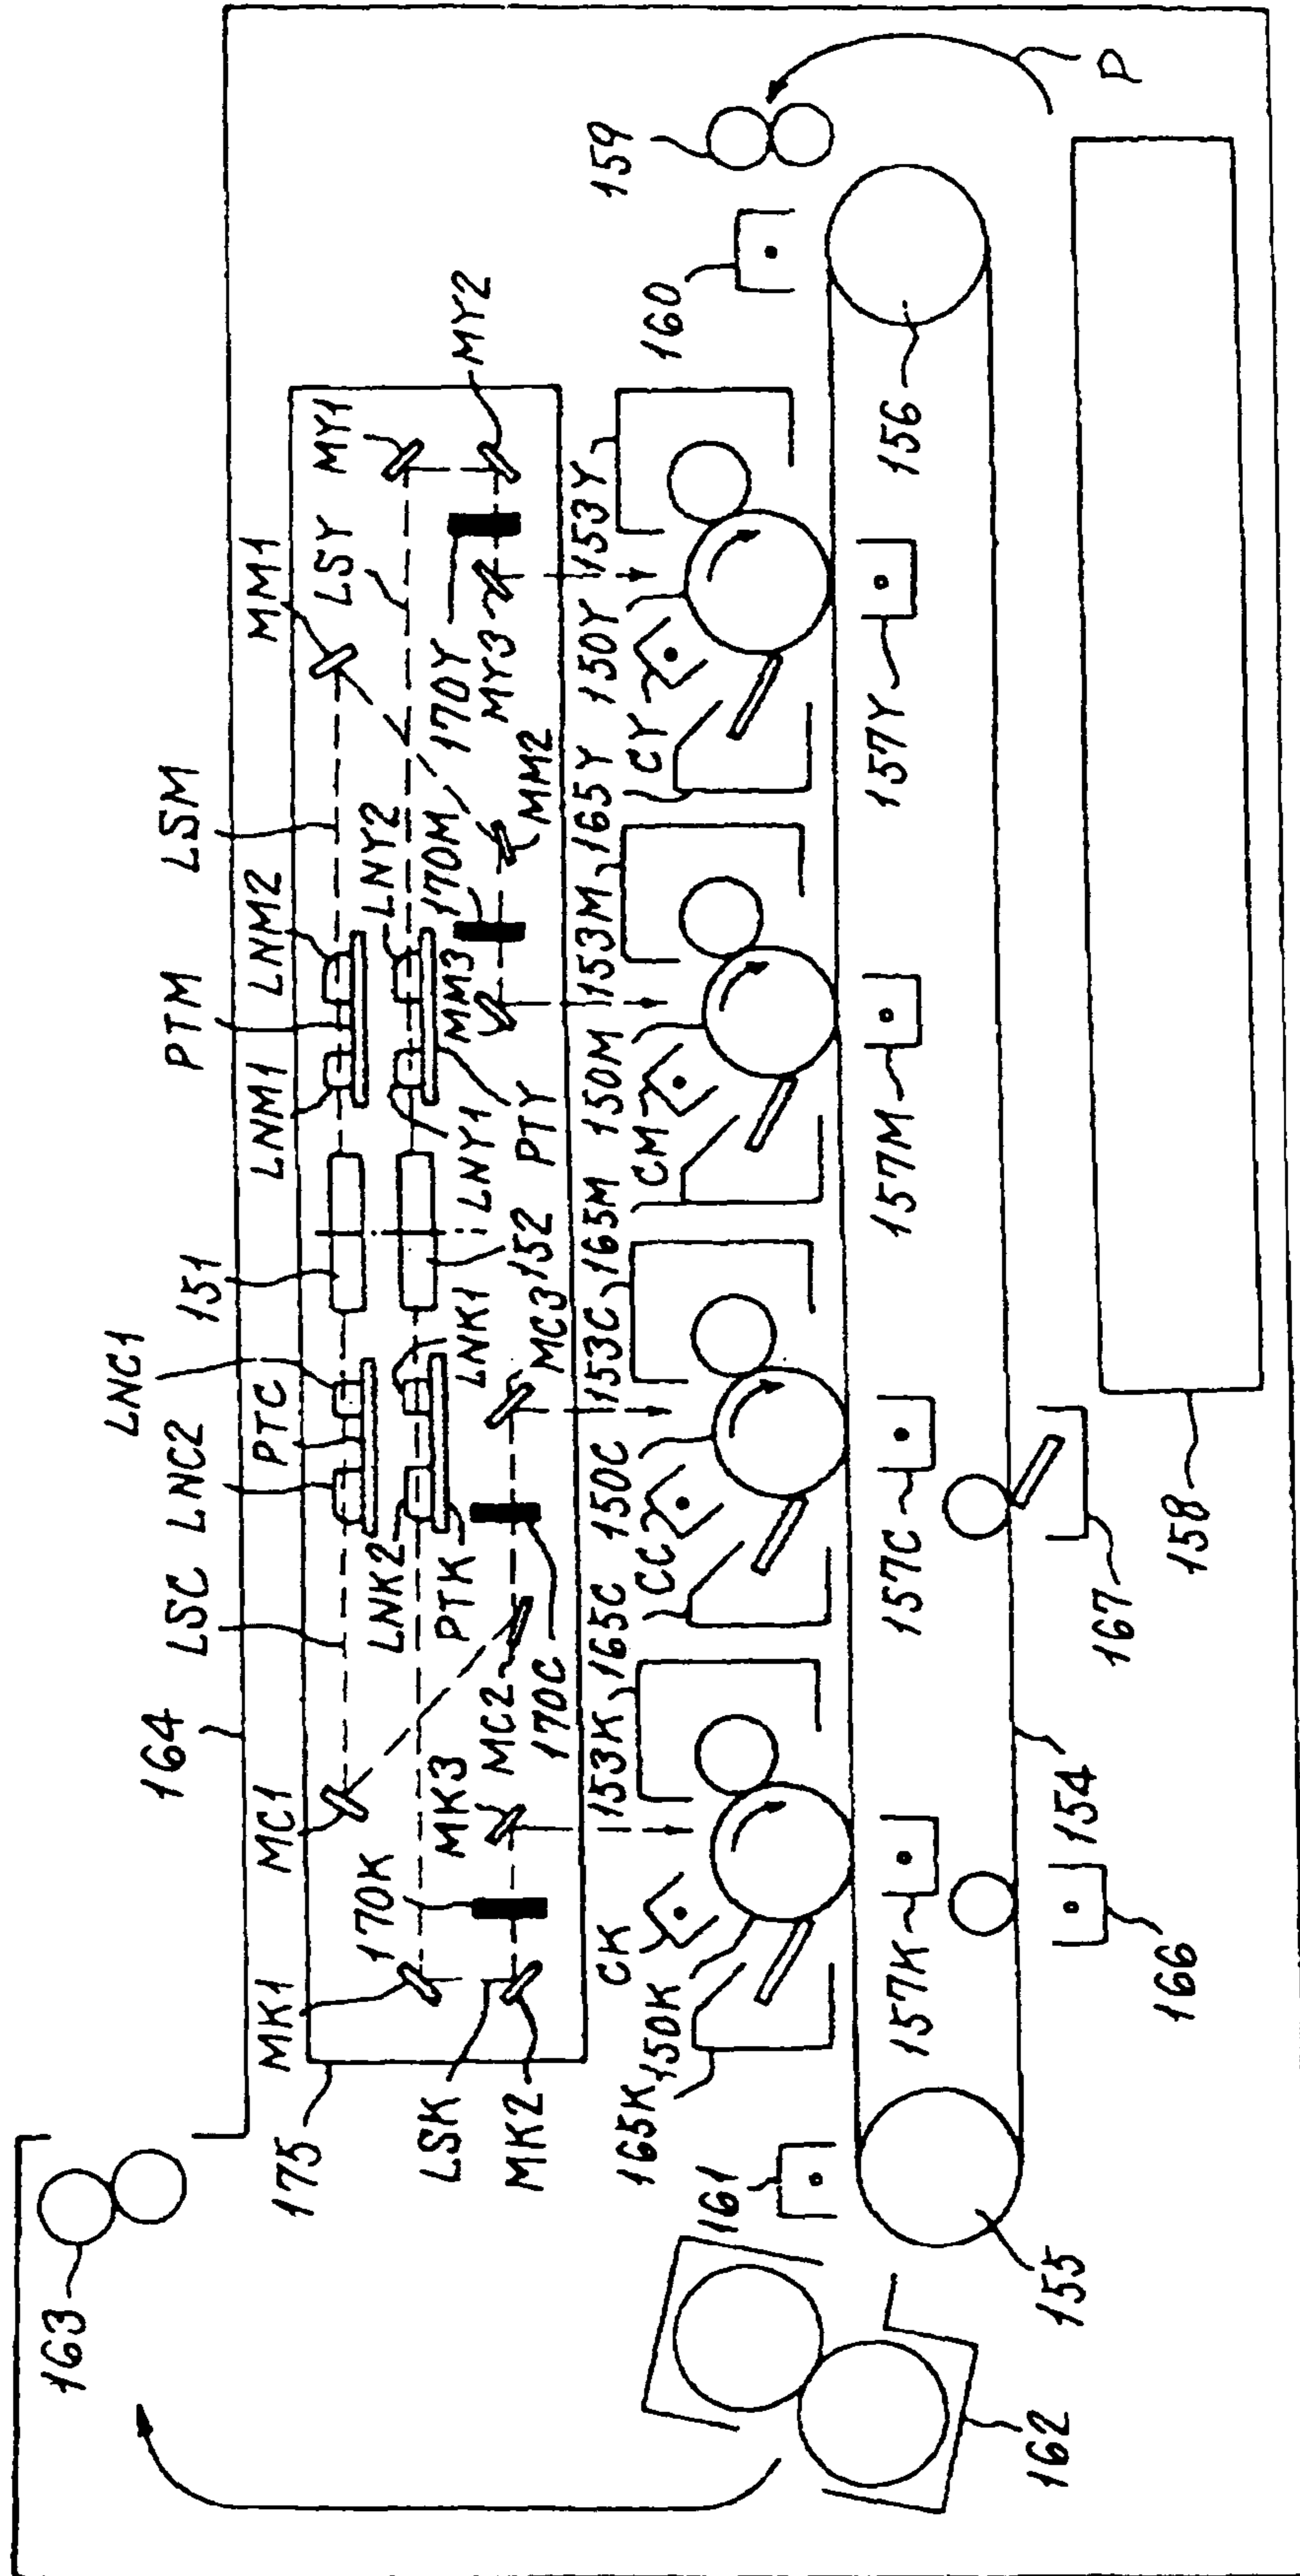 163
164
LSC
LNC2
LNC1
PTC
151
LNM1
PTM
LNM2
LSM
MM1
LSY
MY1
MY2
MC1
MK1
170K
MK3
MC2
170C
LNK2
PTK
LNK1
MC3
152
LNY1
PTY
MM3
LNY2
170M
MM2
170Y
MY3
175
LSK
MK2
165K
150K
CK
153K
165C
CC
150C
153C
165M
CM
150M
153M
165Y
CY
150Y
153Y
160
159
P
161
162
155
157K
166
154
157C
167
157M
157Y
156
158